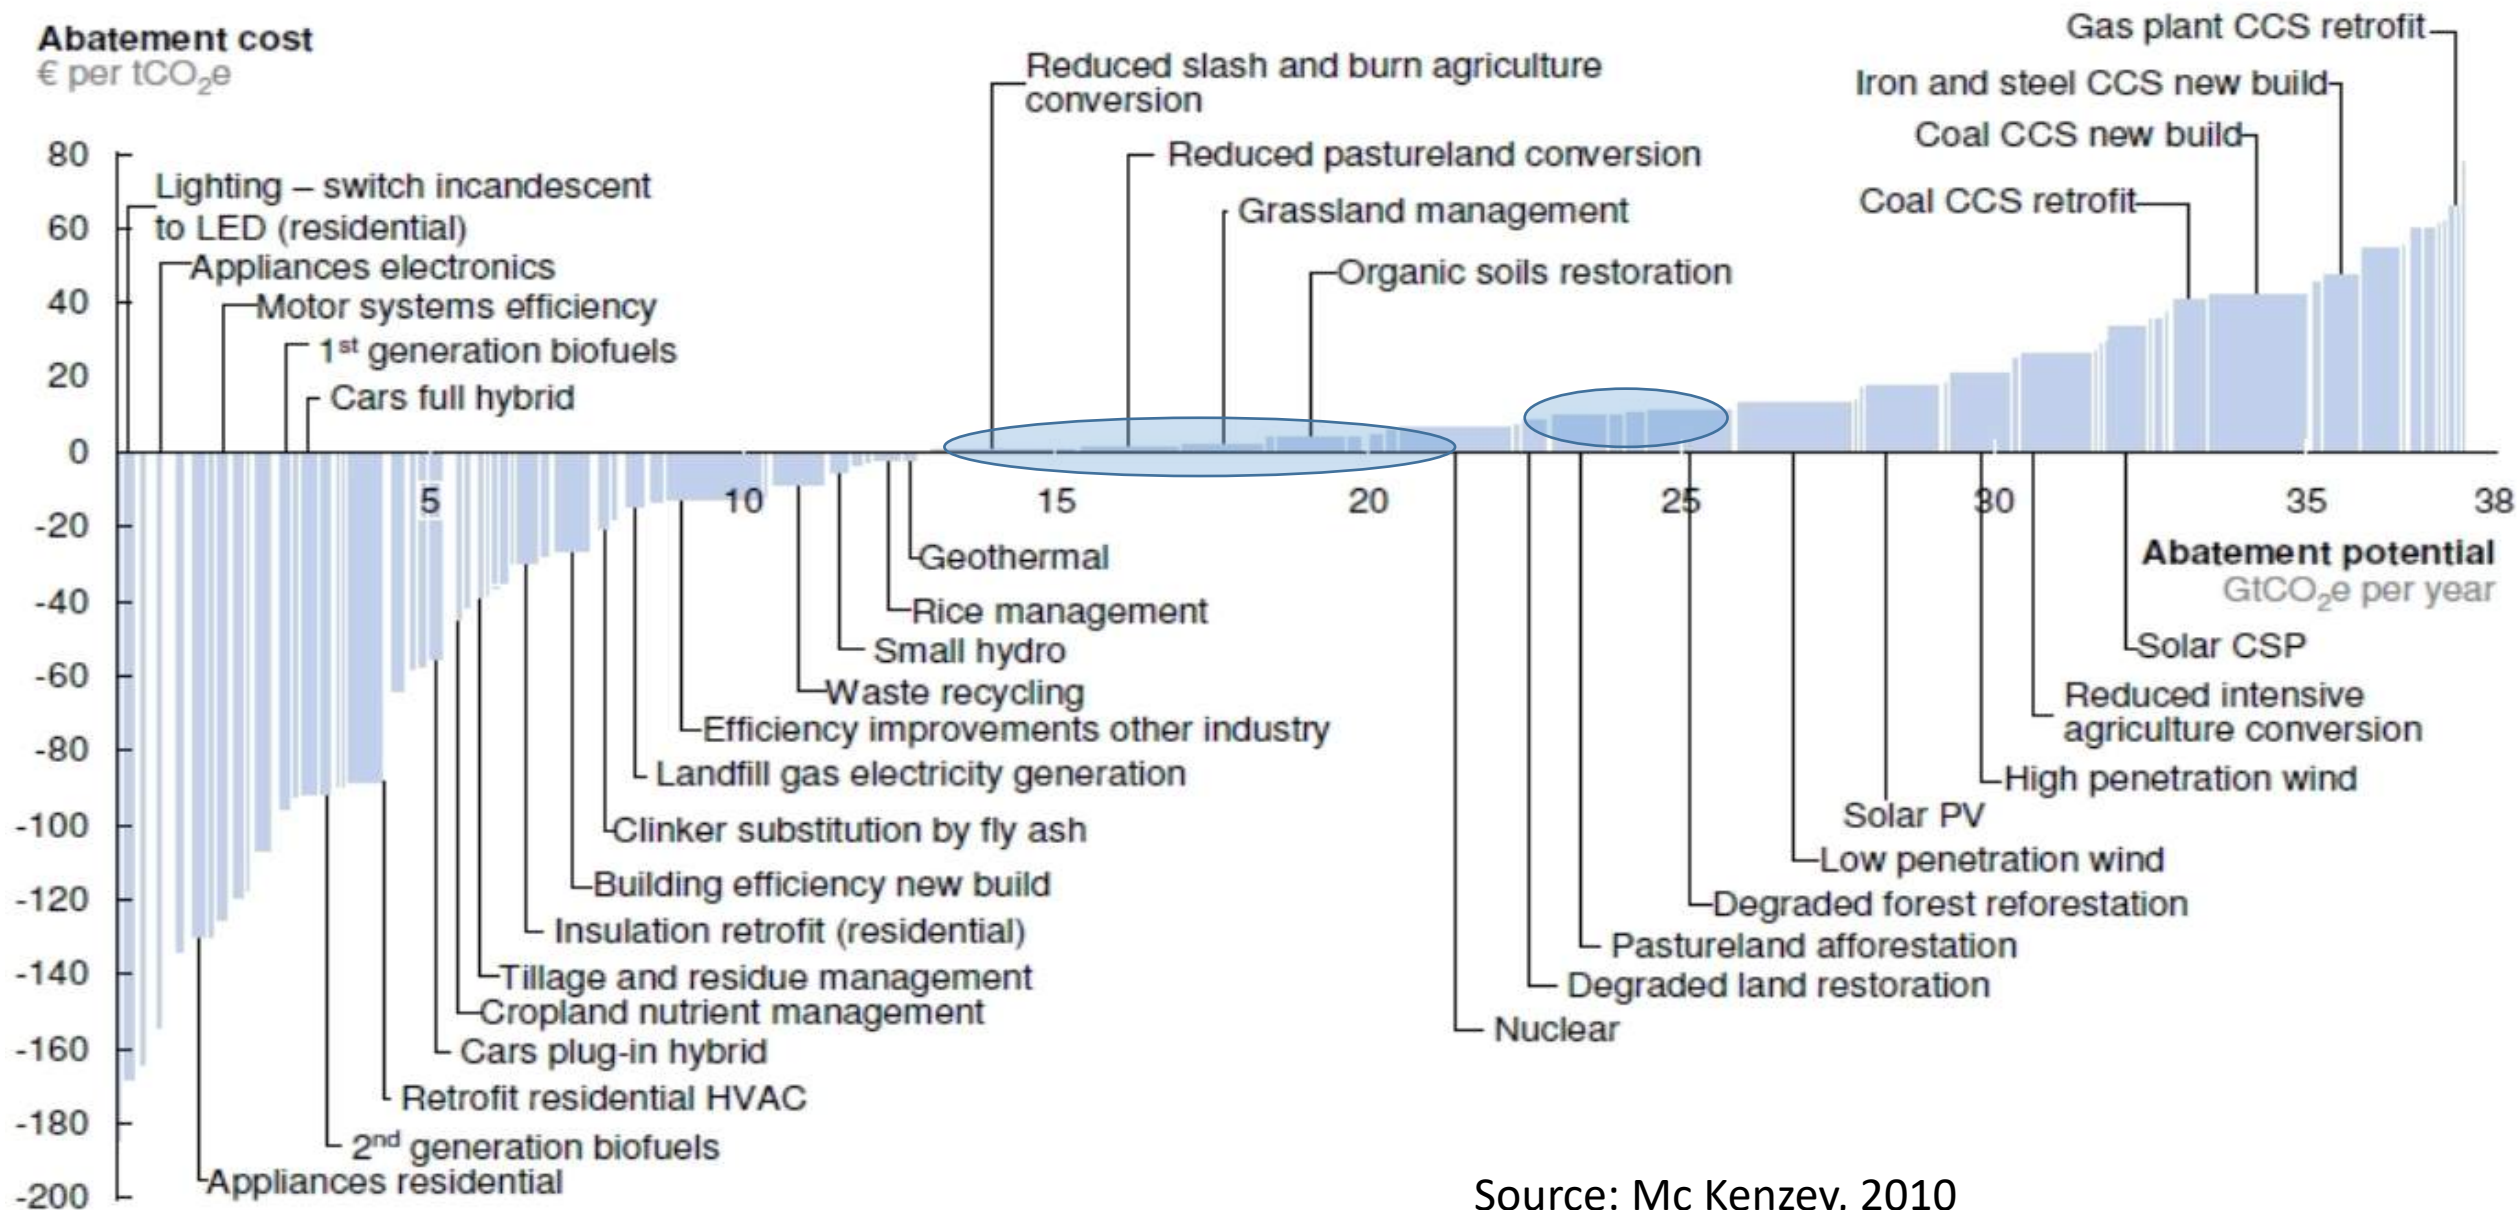 Abatement cost
€ per tCO2e
Gas plant CCS retrofit
Iron and steel CCS new build
Coal CCS new build
Coal CCS retrofit
Reduced slash and burn agriculture
conversion
Reduced pastureland conversion
Grassland management
Organic soils restoration
Lighting – switch incandescent
to LED (residential)
Appliances electronics
Motor systems efficiency
1st generation biofuels
Cars full hybrid
80
60
40
20
0
-20
-40
-60
-80
-100
-120
-140
-160
-180
-200
5
10
15
20
25
30
35
38
Abatement potential
GtCO2e per year
Geothermal
Rice management
Small hydro
Waste recycling
Efficiency improvements other industry
Landfill gas electricity generation
Clinker substitution by fly ash
Building efficiency new build
Insulation retrofit (residential)
Tillage and residue management
Cropland nutrient management
Cars plug-in hybrid
Retrofit residential HVAC
2nd generation biofuels
Appliances residential
Solar CSP
Reduced intensive
agriculture conversion
High penetration wind
Solar PV
Low penetration wind
Degraded forest reforestation
Pastureland afforestation
Degraded land restoration
Nuclear
Source: Mc Kenzey, 2010